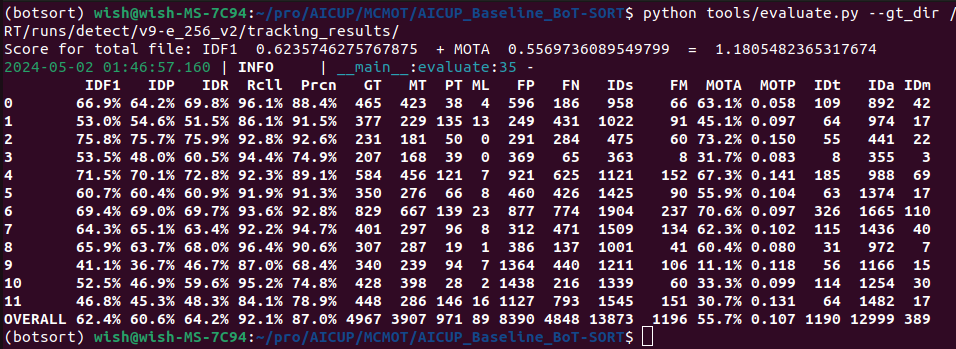 (botsort) wish@wish-MS-7C94:~/pro/AICUP/MCMOT/AICUP_Baseline_BoT-SORT$ python tools/evaluate.py --gt_dir /
RT/runs/detect/v9-e_256_v2/tracking_results/
Score for total file: IDF1 0.6235746275767875 + MOTA 0.5569736089549799 = 1.1805482365317674
2024-05-02 01:46:57.160 | INFO | __main__:evaluate:35 -
IDF1 IDP IDR Rcll Prcn GT MT PT ML FP FN IDs FM MOTA MOTP IDt IDa IDm
0 66.9% 64.2% 69.8% 96.1% 88.4% 465 423 38 4 596 186 958 66 63.1% 0.058 109 892 42
1 53.0% 54.6% 51.5% 86.1% 91.5% 377 229 135 13 249 431 1022 91 45.1% 0.097 64 974 17
2 75.8% 75.7% 75.9% 92.8% 92.6% 231 181 50 0 291 284 475 60 73.2% 0.150 55 441 22
3 53.5% 48.0% 60.5% 94.4% 74.9% 207 168 39 0 369 65 363 8 31.7% 0.083 8 355 3
4 71.5% 70.1% 72.8% 92.3% 89.1% 584 456 121 7 921 625 1121 152 67.3% 0.141 185 988 69
5 60.7% 60.4% 60.9% 91.9% 91.3% 350 276 66 8 460 426 1425 90 55.9% 0.104 63 1374 17
6 69.4% 69.0% 69.7% 93.6% 92.8% 829 667 139 23 877 774 1904 237 70.6% 0.097 326 1665 110
7 64.3% 65.1% 63.4% 92.2% 94.7% 401 297 96 8 312 471 1509 134 62.3% 0.102 115 1436 40
8 65.9% 63.7% 68.0% 96.4% 90.6% 307 287 19 1 386 137 1001 41 60.4% 0.080 31 972 7
9 41.1% 36.7% 46.7% 87.0% 68.4% 340 239 94 7 1364 440 1211 106 11.1% 0.118 56 1166 15
10 52.5% 46.9% 59.6% 95.2% 74.8% 428 398 28 2 1438 216 1339 60 33.3% 0.099 114 1254 30
11 46.8% 45.3% 48.3% 84.1% 78.9% 448 286 146 16 1127 793 1545 151 30.7% 0.131 64 1482 17
OVERALL 62.4% 60.6% 64.2% 92.1% 87.0% 4967 3907 971 89 8390 4848 13873 1196 55.7% 0.107 1190 12999 389
(botsort) wish@wish-MS-7C94:~/pro/AICUP/MCMOT/AICUP_Baseline_BoT-SORT$